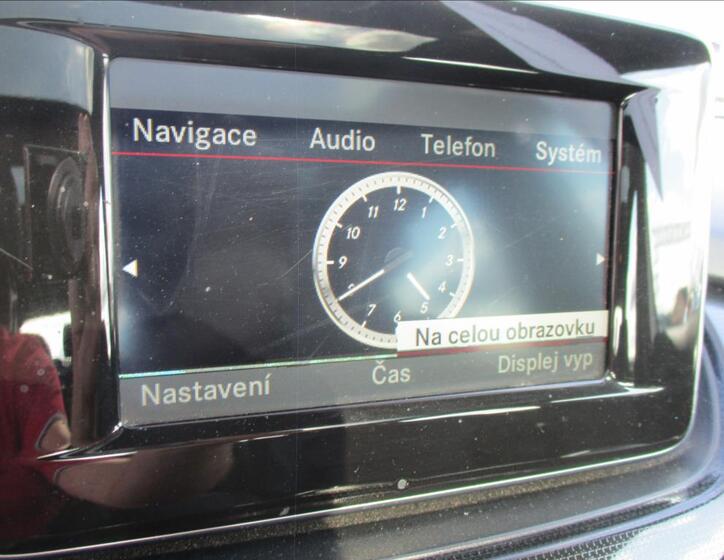 Navigace Audio Telefon Systém
12
11 1
10 2
9 3
8 4
7 6 5
Na celou obrazovku
Nastavení Čas Displej vyp